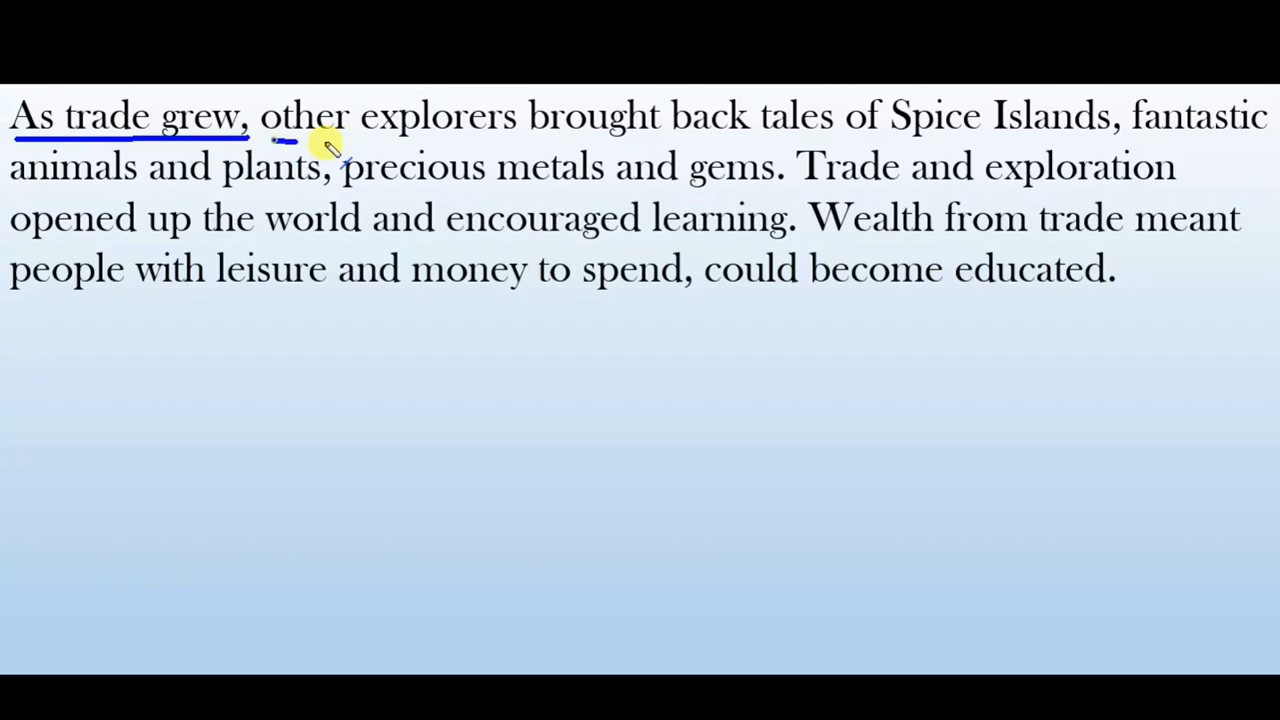 As trade grew, other explorers brought back tales of Spice Islands, fantastic
animals and plants, precious metals and gems. Trade and exploration
opened up the world and encouraged learning. Wealth from trade meant
people with leisure and money to spend, could become educated.